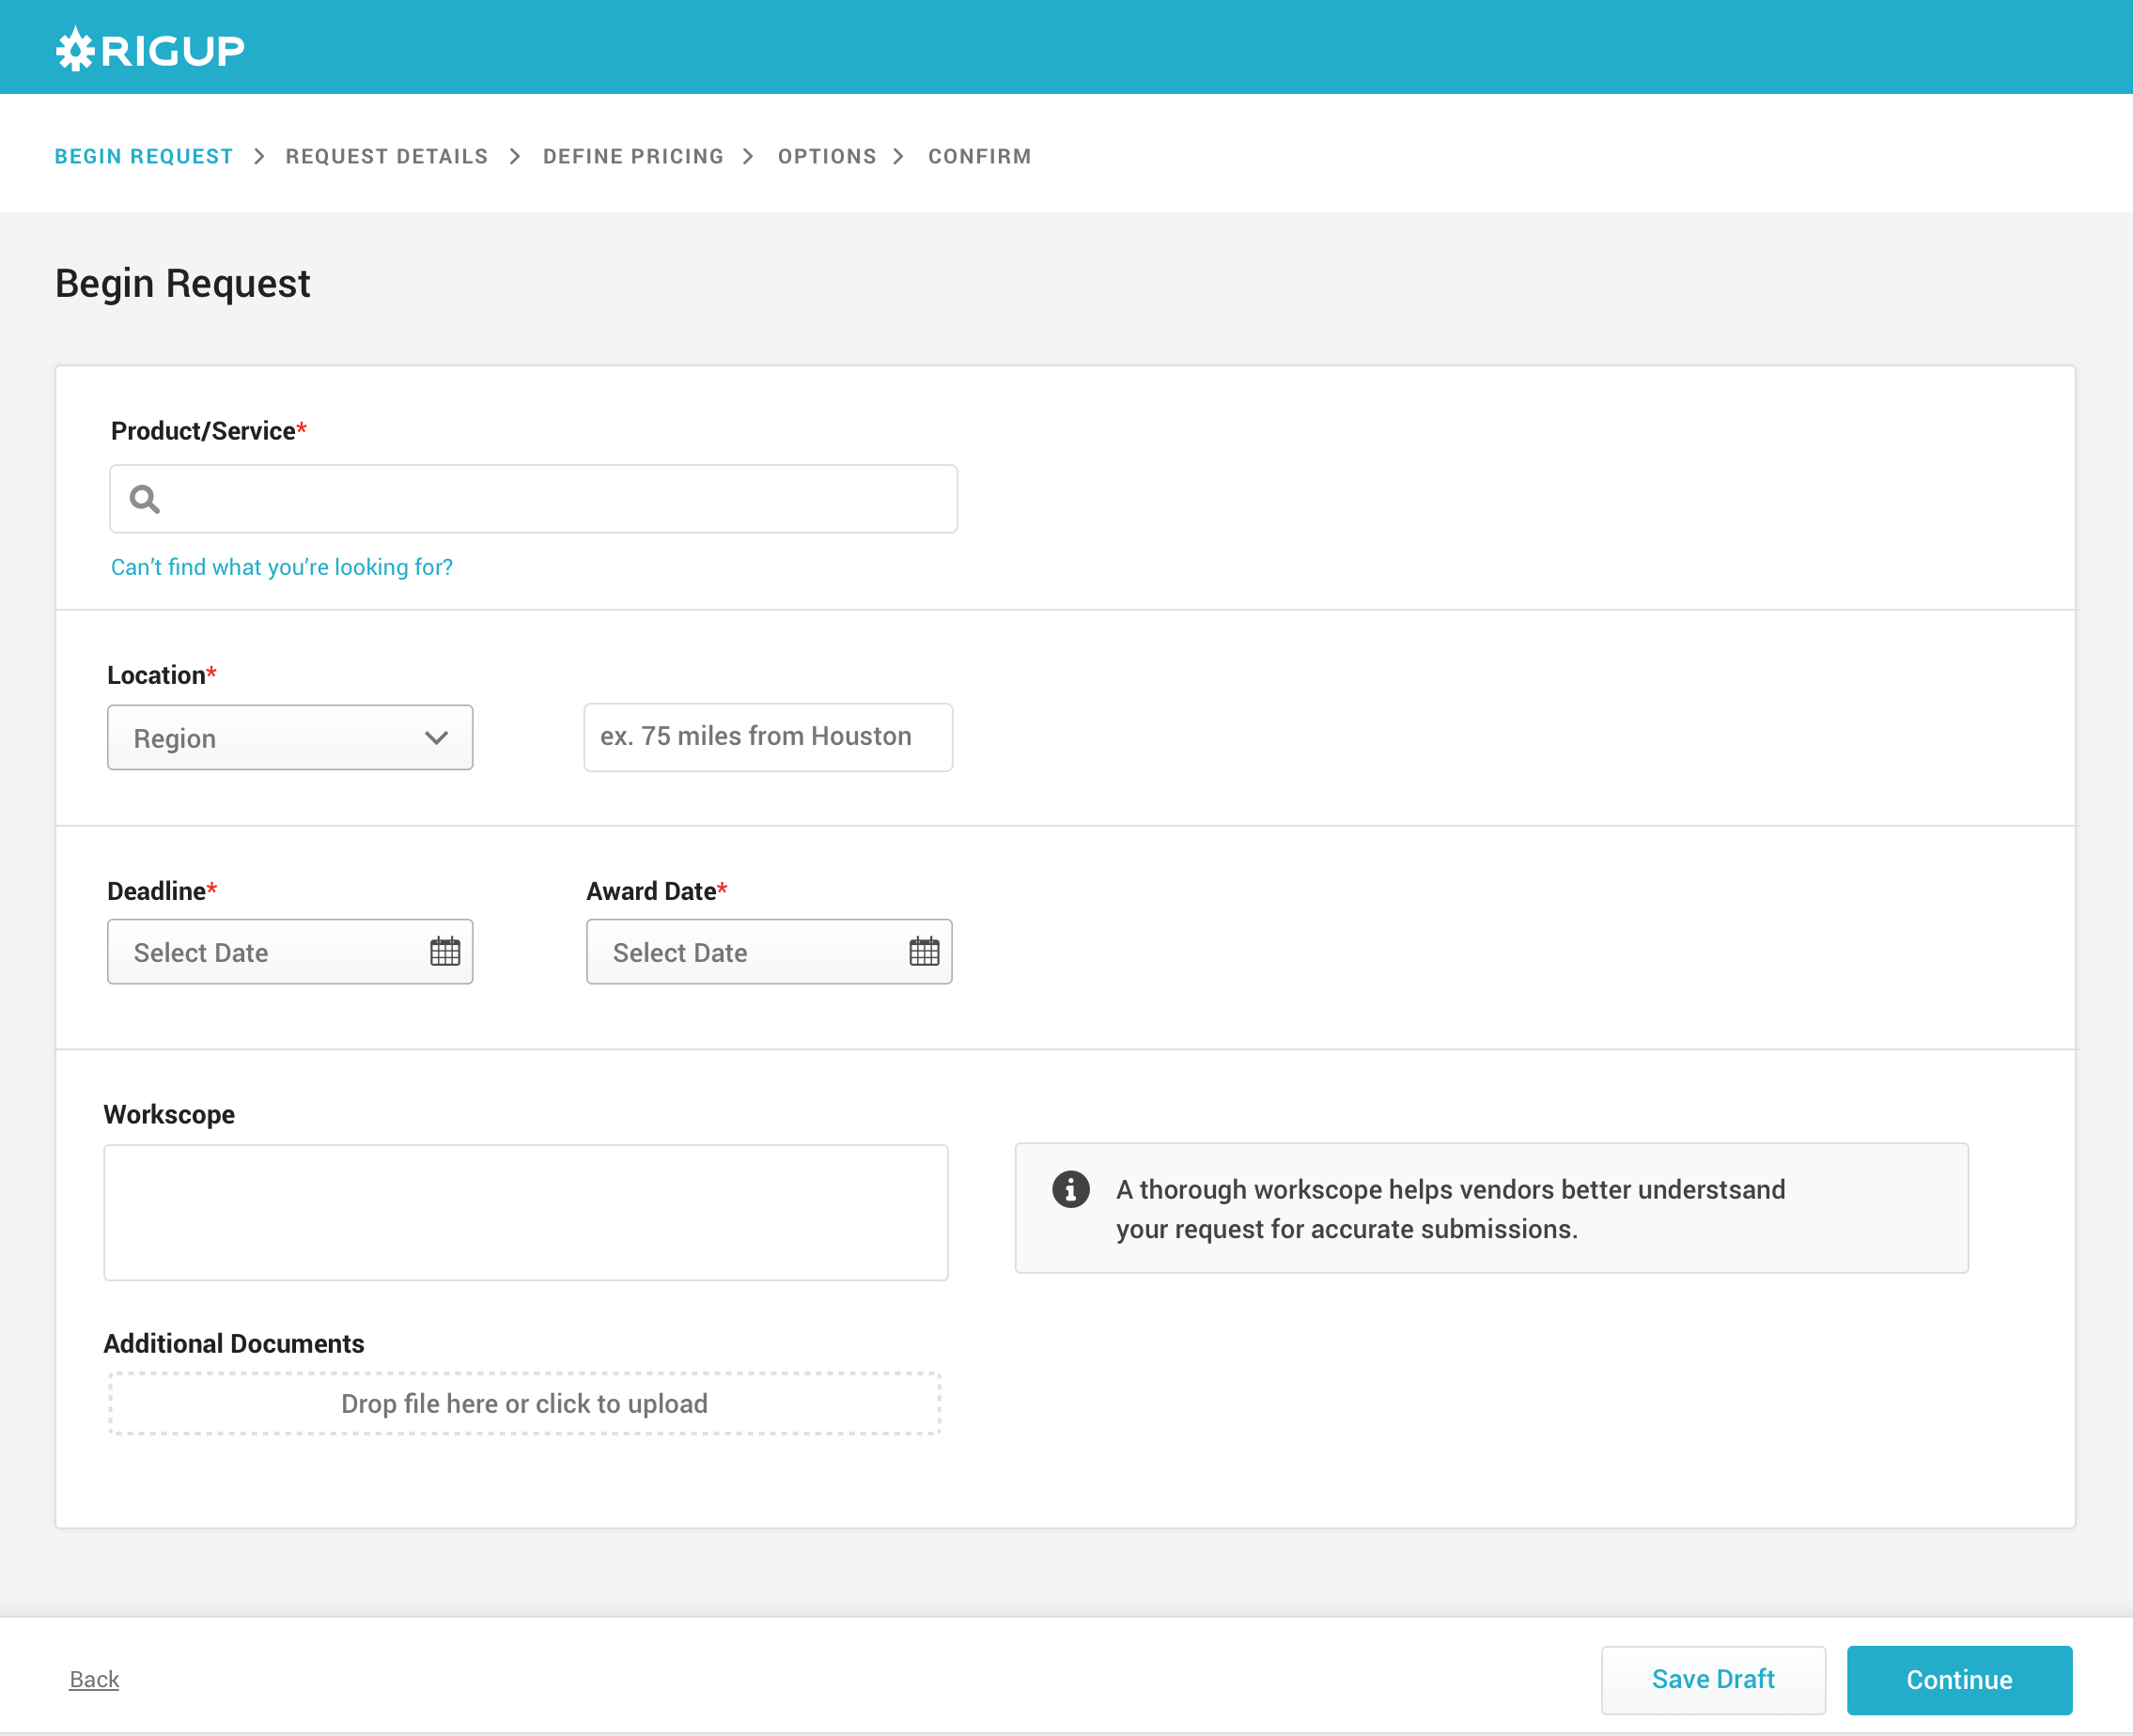 RIGUP
BEGIN REQUEST > REQUEST DETAILS > DEFINE PRICING > OPTIONS > CONFIRM
Begin Request
Product/Service*
Can’t find what you’re looking for?
Location*
Region
ex. 75 miles from Houston
Deadline*
Award Date*
Select Date
Select Date
Workscope
A thorough workscope helps vendors better understsand
your request for accurate submissions.
Additional Documents
Drop file here or click to upload
Back
Save Draft
Continue